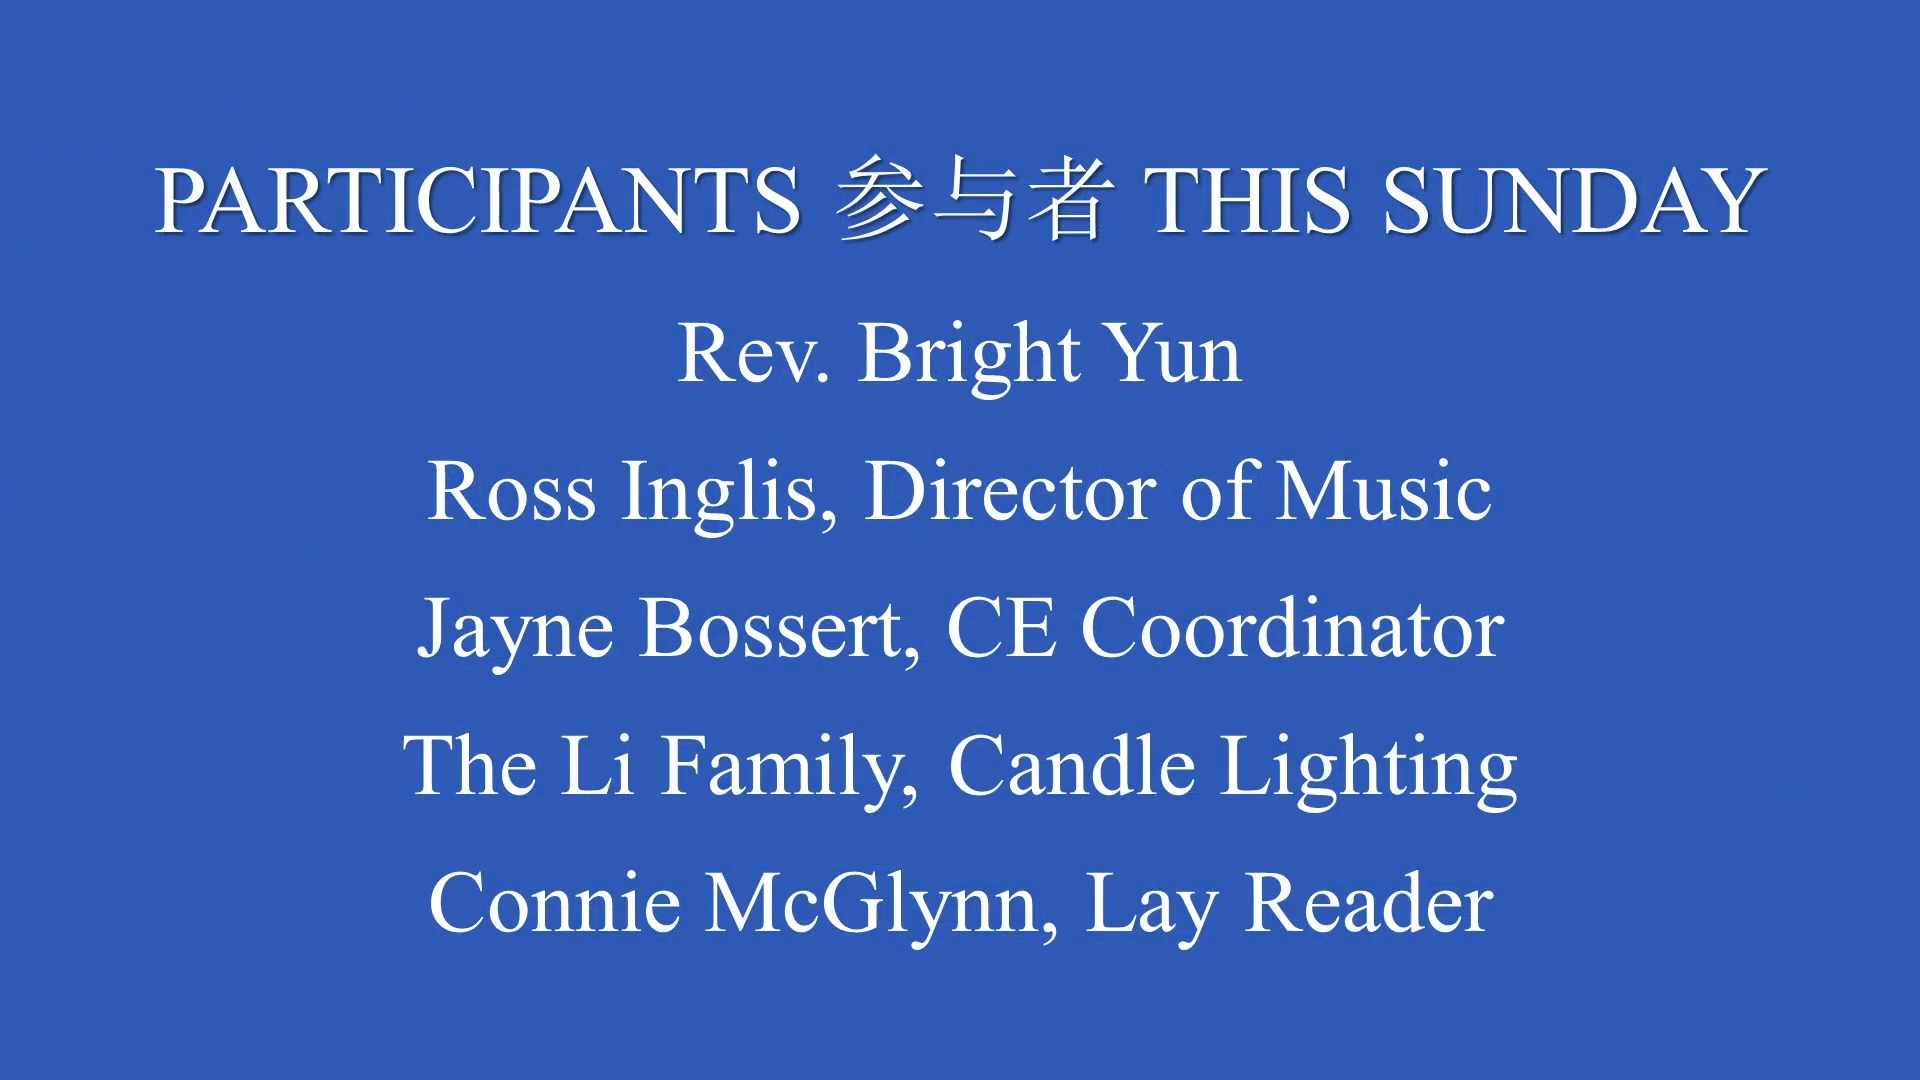 PARTICIPANTS 参与者 THIS SUNDAY
Rev. Bright Yun
Ross Inglis, Director of Music
Jayne Bossert, CE Coordinator
The Li Family, Candle Lighting
Connie McGlynn, Lay Reader